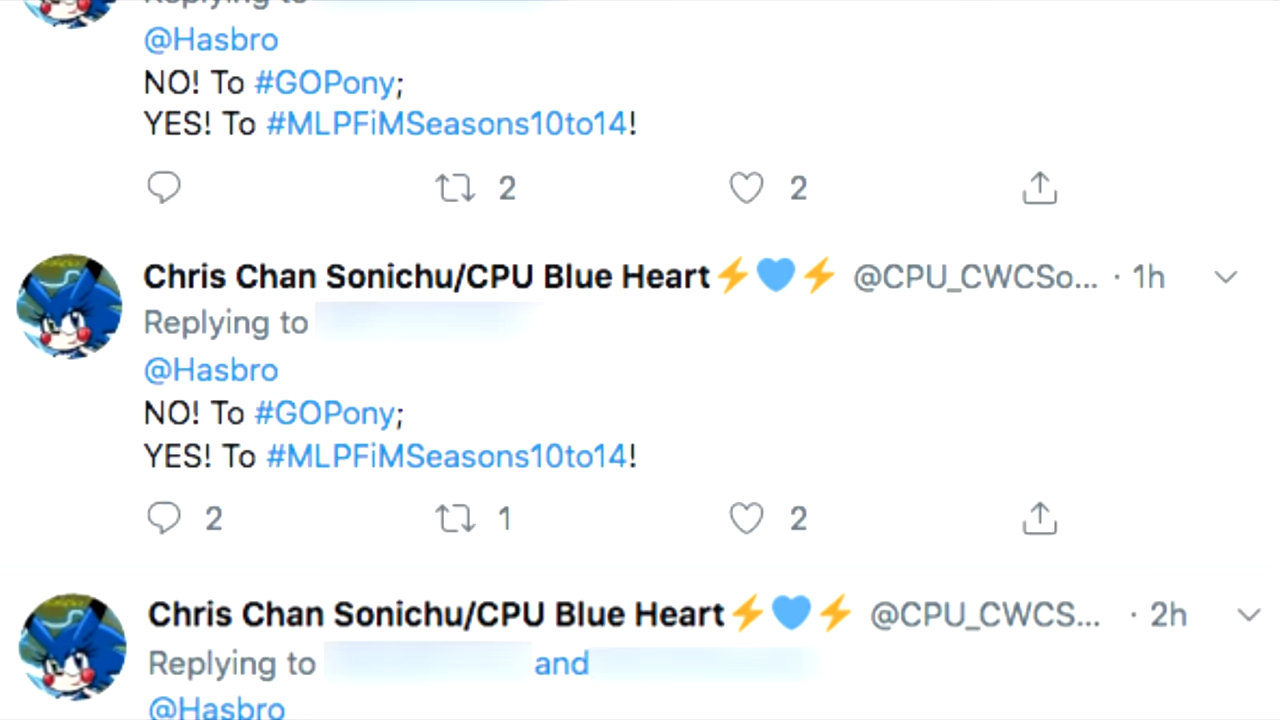 Replying to
@Hasbro
NO! To #GOPony;
YES! To #MLPFiMSeasons10to14!
2 2
Chris Chan Sonichu/CPU Blue Heart⚡💙⚡ @CPU_CWCSo... · 1h
Replying to
@Hasbro
NO! To #GOPony;
YES! To #MLPFiMSeasons10to14!
2 1 2
Chris Chan Sonichu/CPU Blue Heart⚡💙⚡ @CPU_CWCS... · 2h
Replying to and
@Hasbro